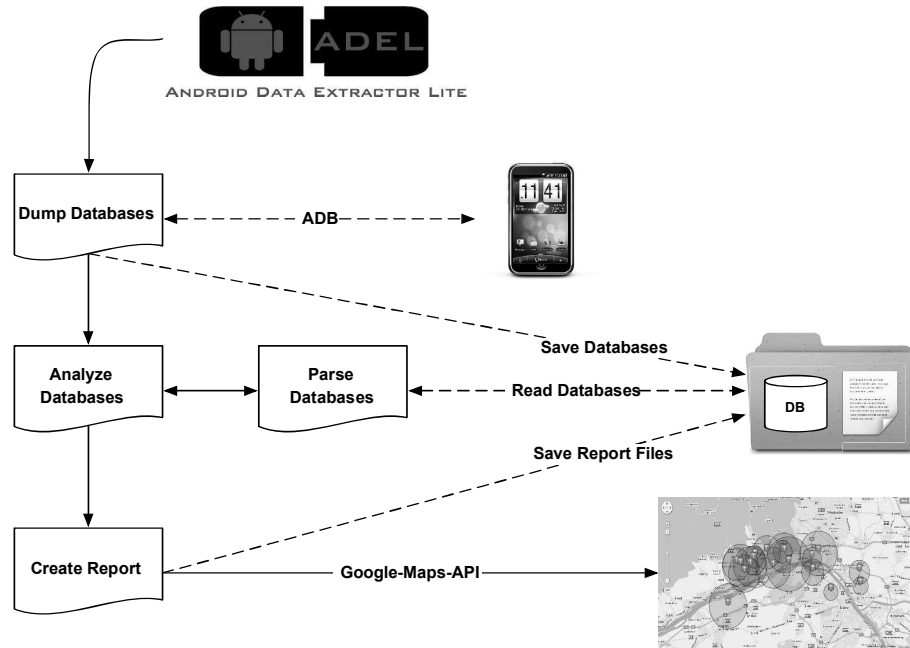 ADEL
ANDROID DATA EXTRACTOR LITE
11 41
Dump Databases
ADB
Save Databases
Analyze
Databases
Parse
Databases
Read Databases
DB
Save Report Files
Create Report
Google-Maps-API